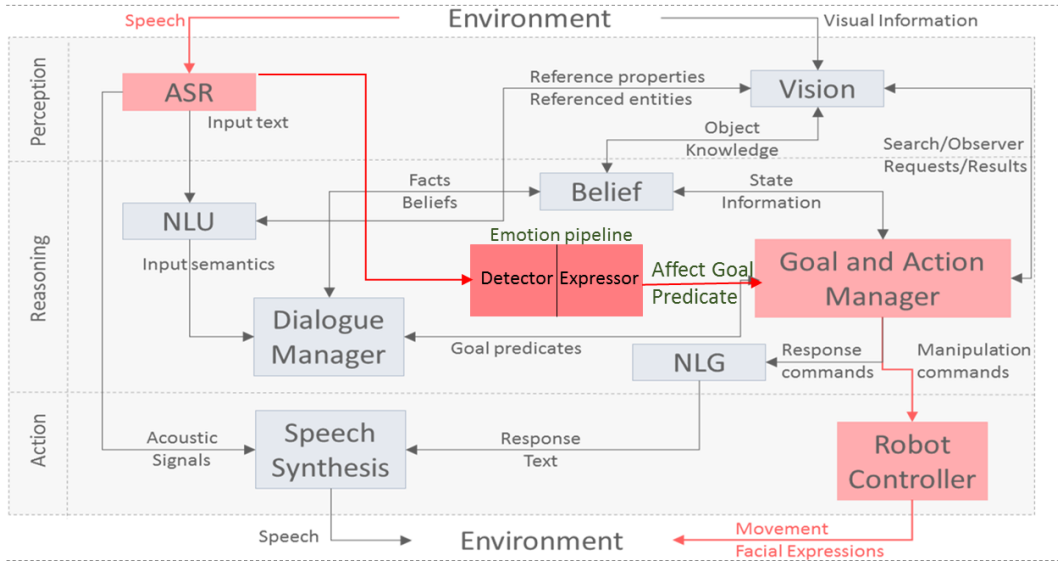 Speech
Environment
Visual Information
Perception
ASR
Input text
Reference properties
Referenced entities
Vision
Object
Knowledge
Search/Observer
Requests/Results
Reasoning
NLU
Input semantics
Facts
Beliefs
Belief
State
Information
Emotion pipeline
Detector
Expressor
Affect Goal
Predicate
Goal and Action
Manager
Dialogue
Manager
Goal predicates
NLG
Response
commands
Manipulation
commands
Action
Acoustic
Signals
Speech
Synthesis
Response
Text
Robot
Controller
Speech
Environment
Movement
Facial Expressions